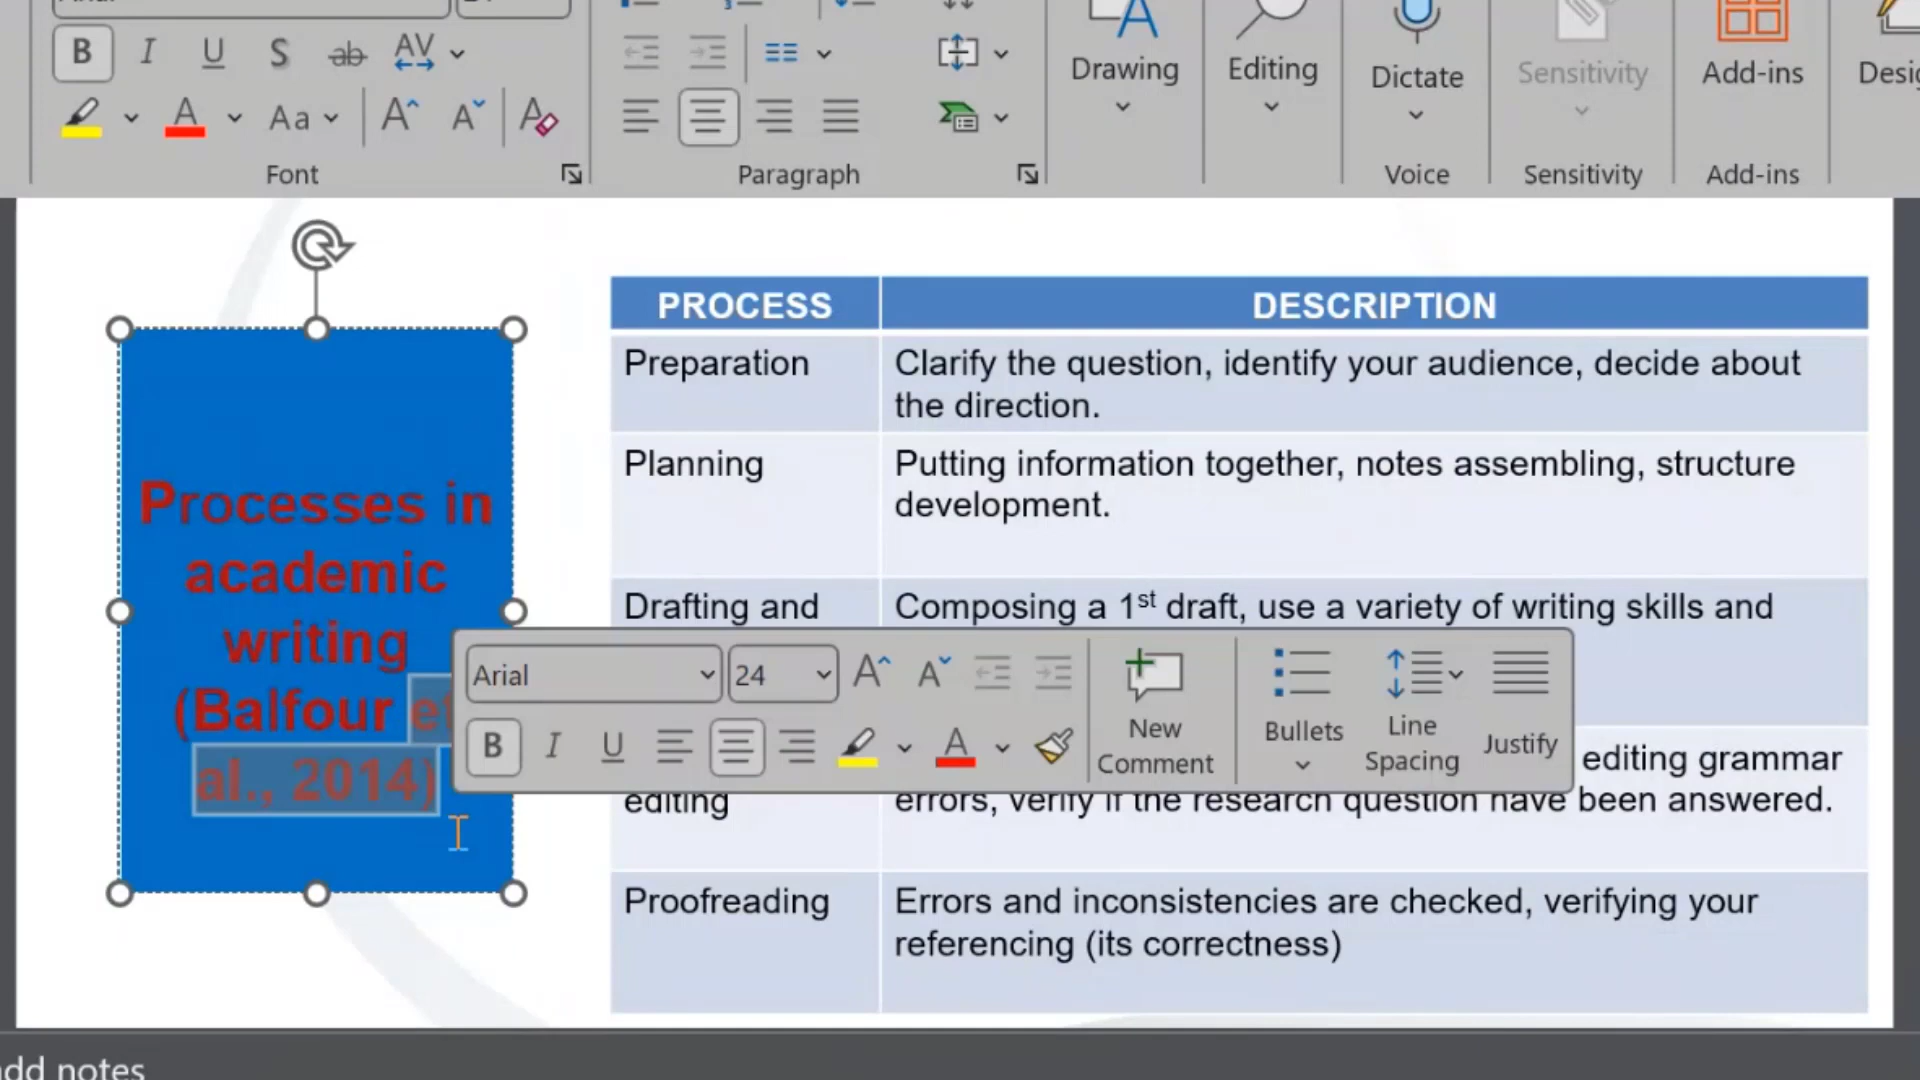 B I U S ab AV
A Aa A A A
Font
Paragraph
Drawing
Editing
Dictate
Voice
Sensitivity
Sensitivity
Add-ins
Add-ins
Processes in
academic
writing
(Balfour et
al., 2014)
PROCESS DESCRIPTION
Preparation Clarify the question, identify your audience, decide about
the direction.
Planning Putting information together, notes assembling, structure
development.
Drafting and Composing a 1st draft, use a variety of writing skills and
Arial 24 A A
B I U A
New
Comment
Bullets
Line
Spacing
Justify
editing grammar
editing errors, verify if the research question have been answered.
Proofreading Errors and inconsistencies are checked, verifying your
referencing (its correctness)
add notes